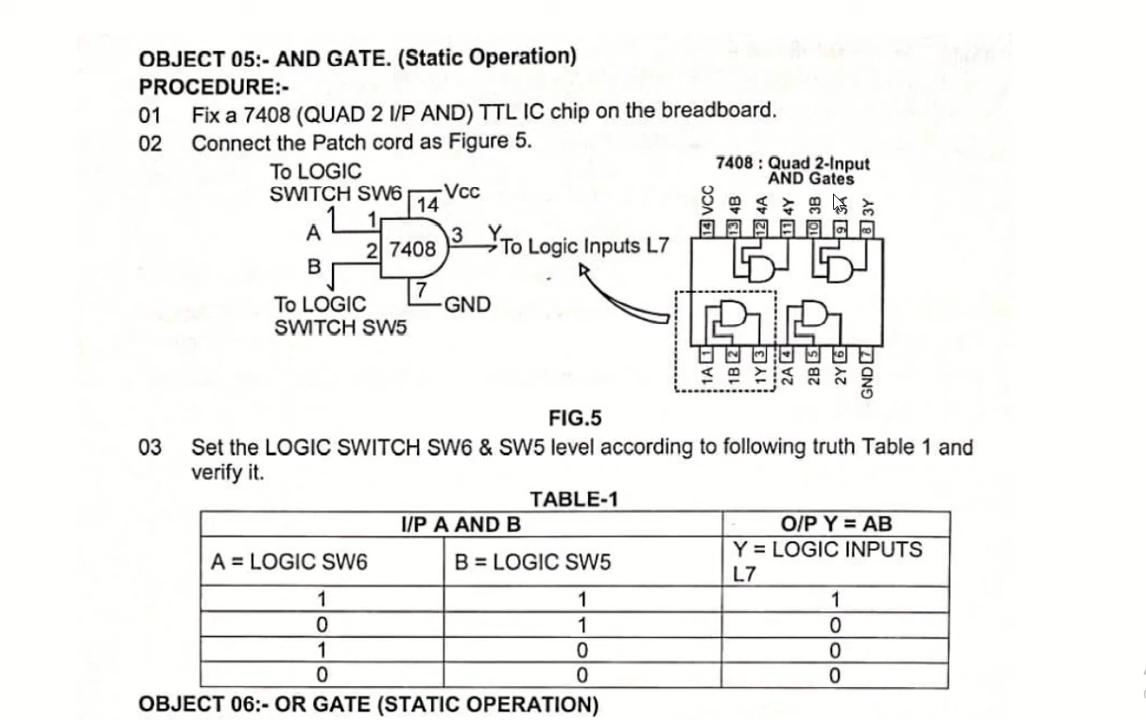 OBJECT 05:- AND GATE. (Static Operation)
PROCEDURE:-
01 Fix a 7408 (QUAD 2 I/P AND) TTL IC chip on the breadboard.
02 Connect the Patch cord as Figure 5.
To LOGIC
SWITCH SW6
Vcc
14
A
1
2
7408
3
Y
To Logic Inputs L7
B
7
GND
To LOGIC
SWITCH SW5
7408 : Quad 2-Input
AND Gates
14 VCC
13 4B
12 4A
11 4Y
10 3B
9 3A
8 3Y
1A 1
1B 2
1Y 3
2A 4
2B 5
2Y 6
GND 7
FIG.5
03 Set the LOGIC SWITCH SW6 & SW5 level according to following truth Table 1 and
verify it.
TABLE-1
I/P A AND B O/P Y = AB
A = LOGIC SW6 B = LOGIC SW5 Y = LOGIC INPUTS
L7
1 1 1
0 1 0
1 0 0
0 0 0
OBJECT 06:- OR GATE (STATIC OPERATION)